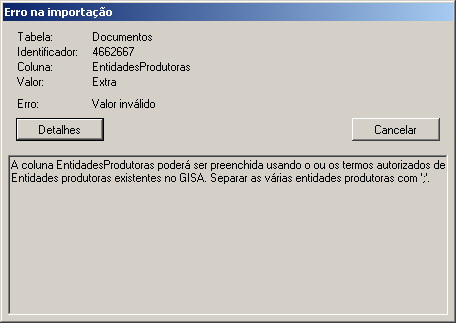 Erro na importação
Tabela: Documentos
Identificador: 4662667
Coluna: EntidadesProdutoras
Valor: Extra
Erro: Valor inválido
Detalhes Cancelar
A coluna EntidadesProdutoras poderá ser preenchida usando o ou os termos autorizados de
Entidades produtoras existentes no GISA. Separar as várias entidades produtoras com ';'.